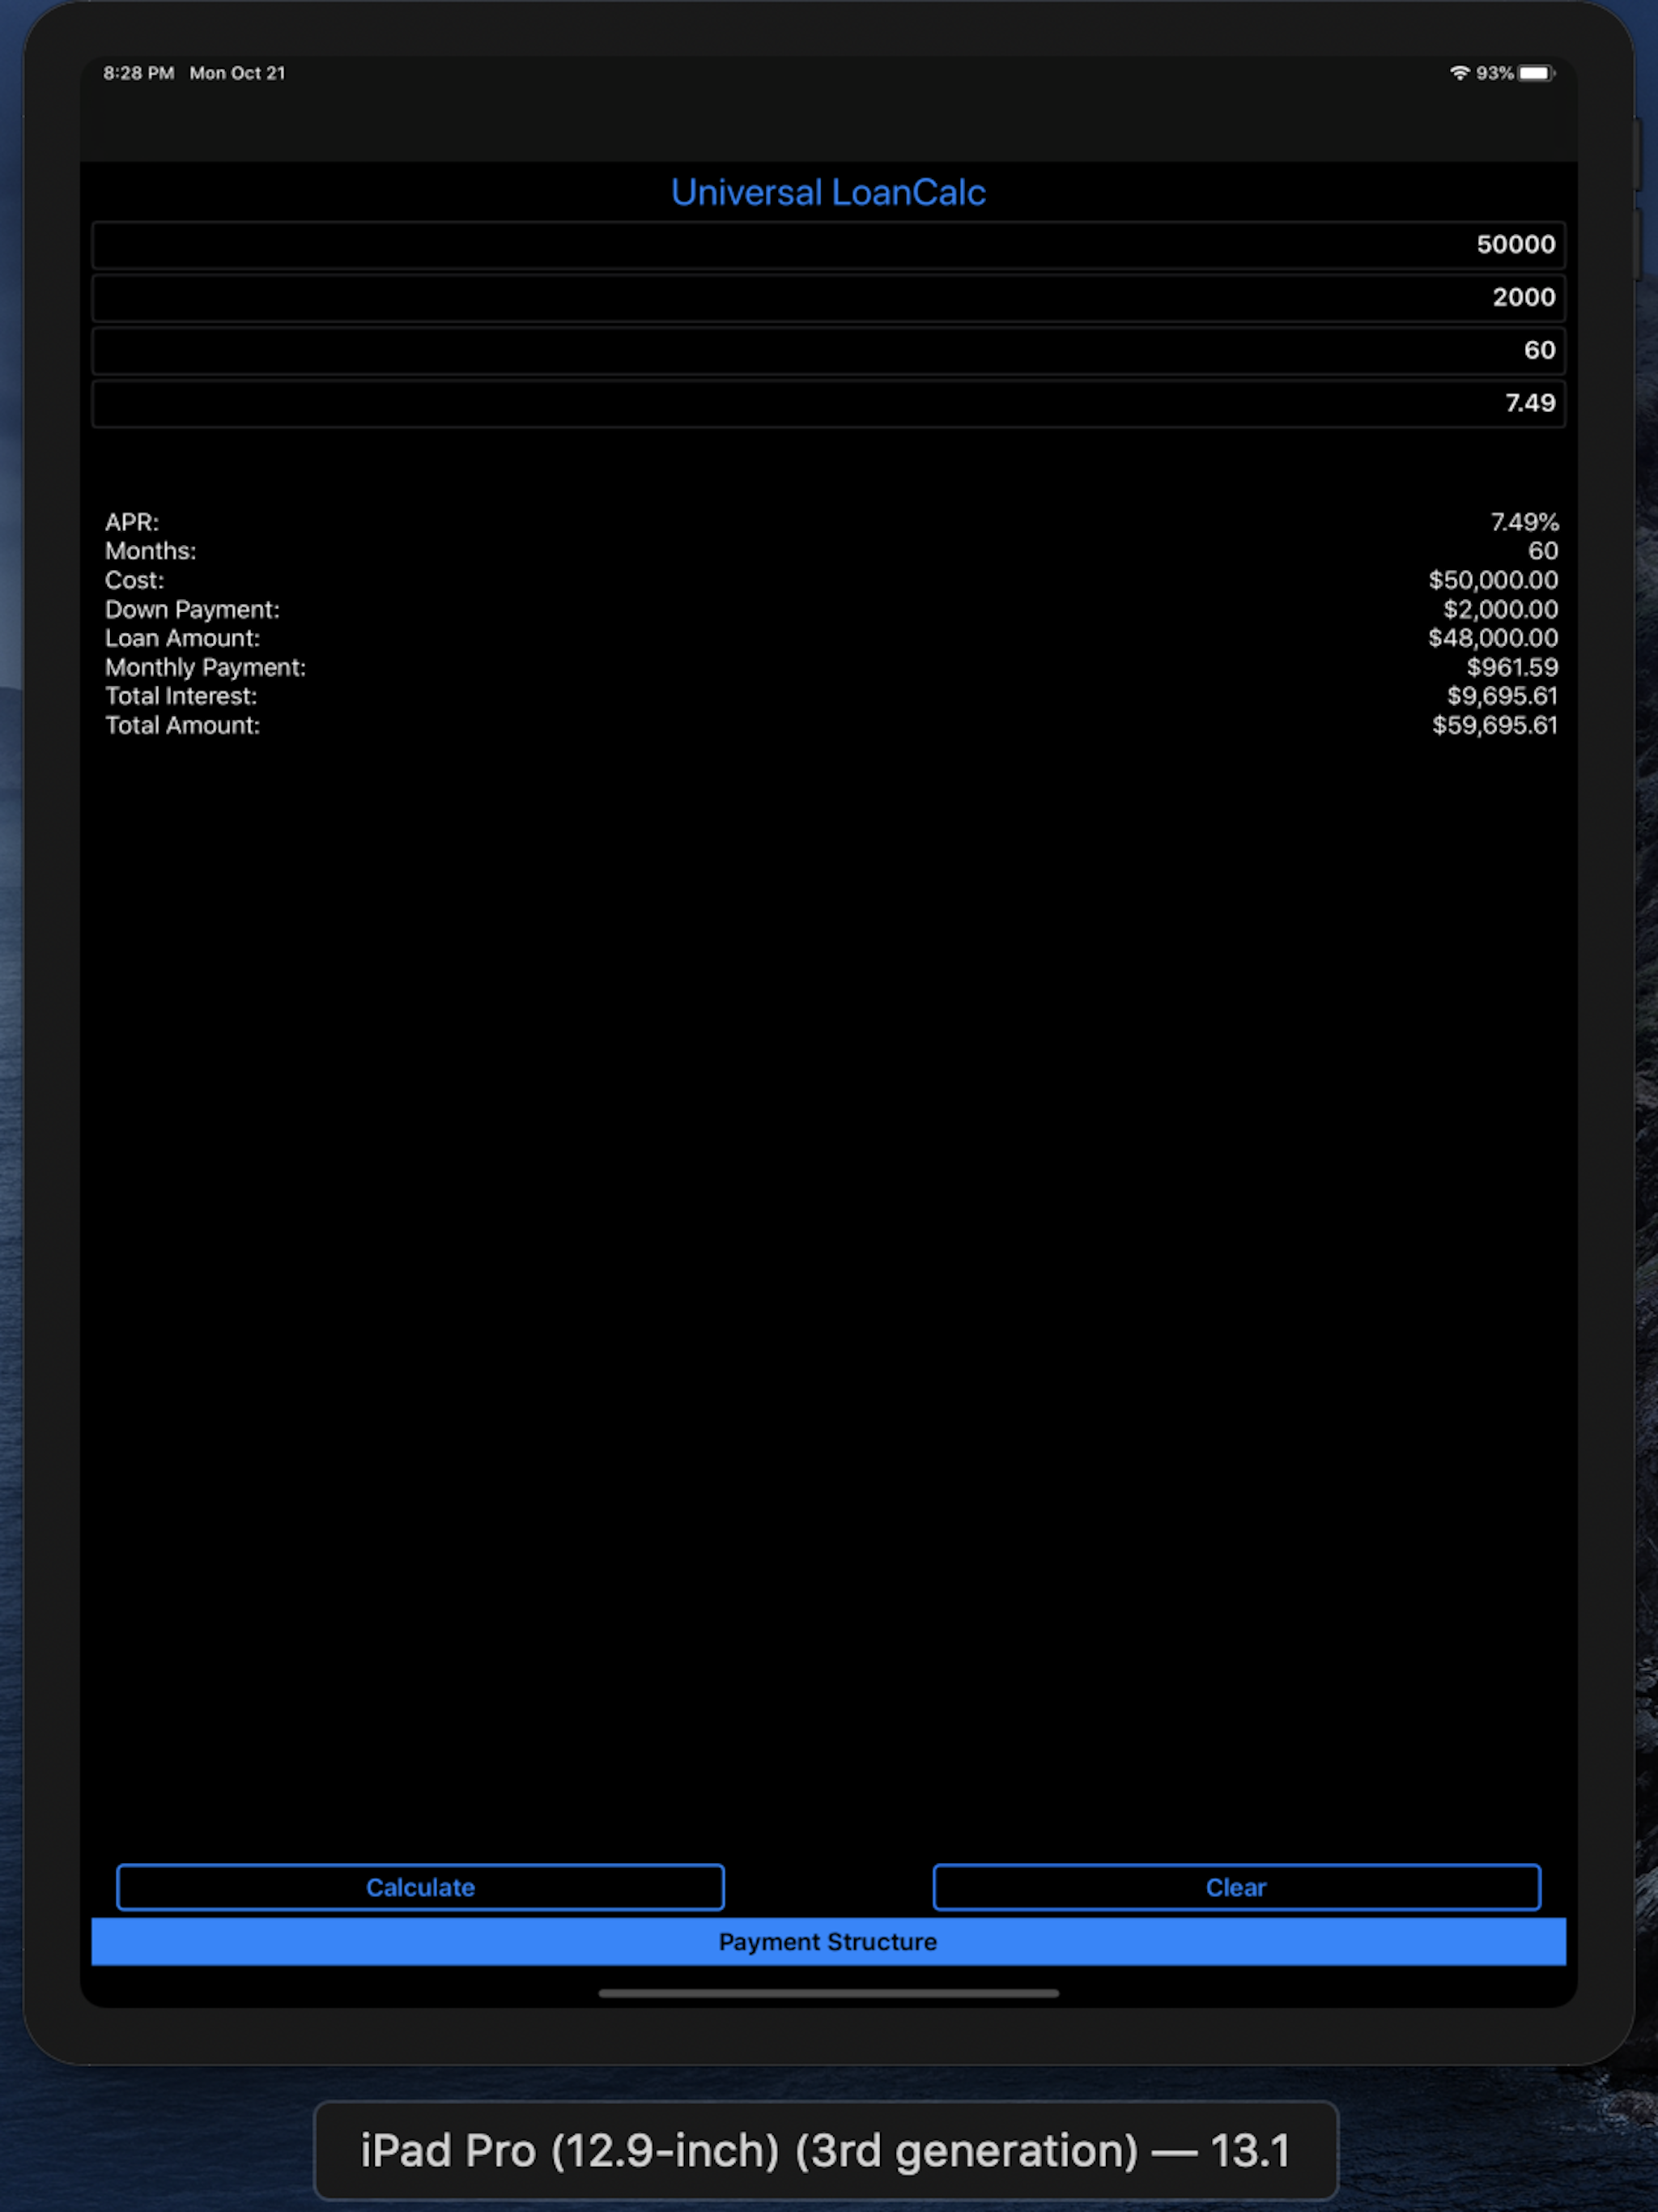 8:28 PM Mon Oct 21 93%
Universal LoanCalc
50000
2000
60
7.49
APR: 7.49%
Months: 60
Cost: $50,000.00
Down Payment: $2,000.00
Loan Amount: $48,000.00
Monthly Payment: $961.59
Total Interest: $9,695.61
Total Amount: $59,695.61
Calculate Clear
Payment Structure
iPad Pro (12.9-inch) (3rd generation) — 13.1